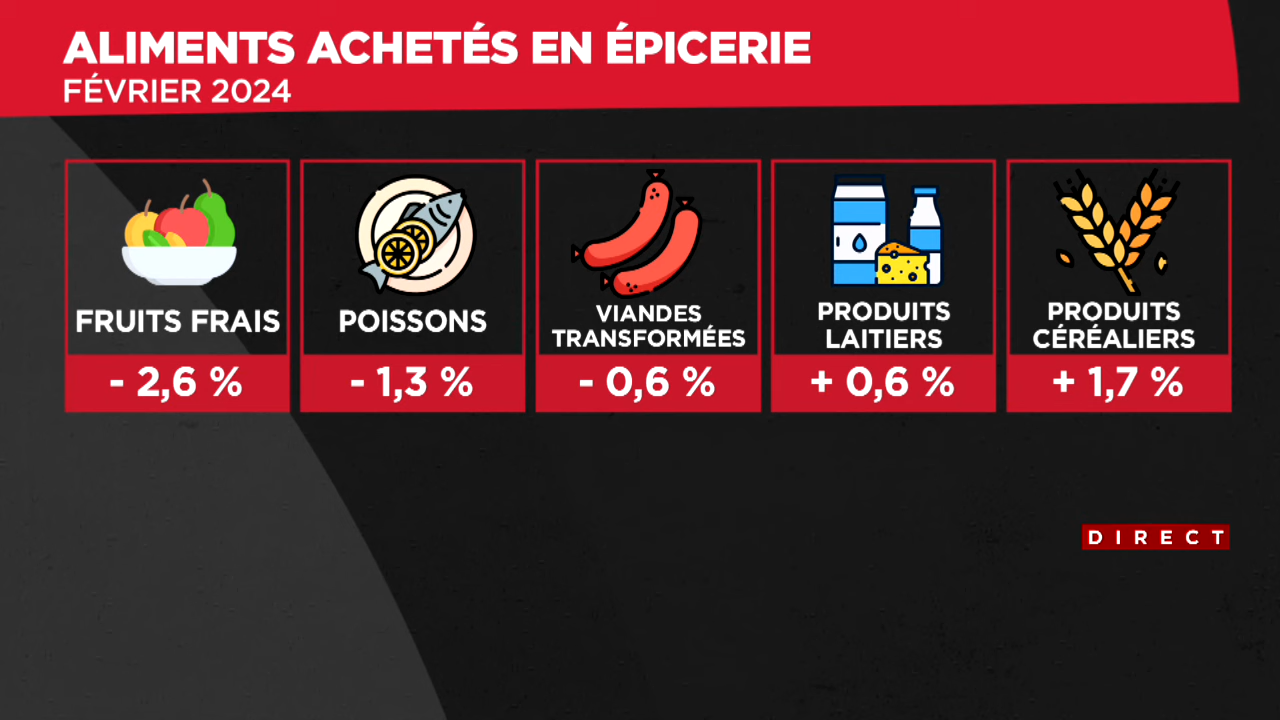 ALIMENTS ACHETÉS EN ÉPICERIE
FÉVRIER 2024
FRUITS FRAIS
- 2,6 %
POISSONS
- 1,3 %
VIANDES
TRANSFORMÉES
- 0,6 %
PRODUITS
LAITIERS
+ 0,6 %
PRODUITS
CÉRÉALIERS
+ 1,7 %
DIRECT